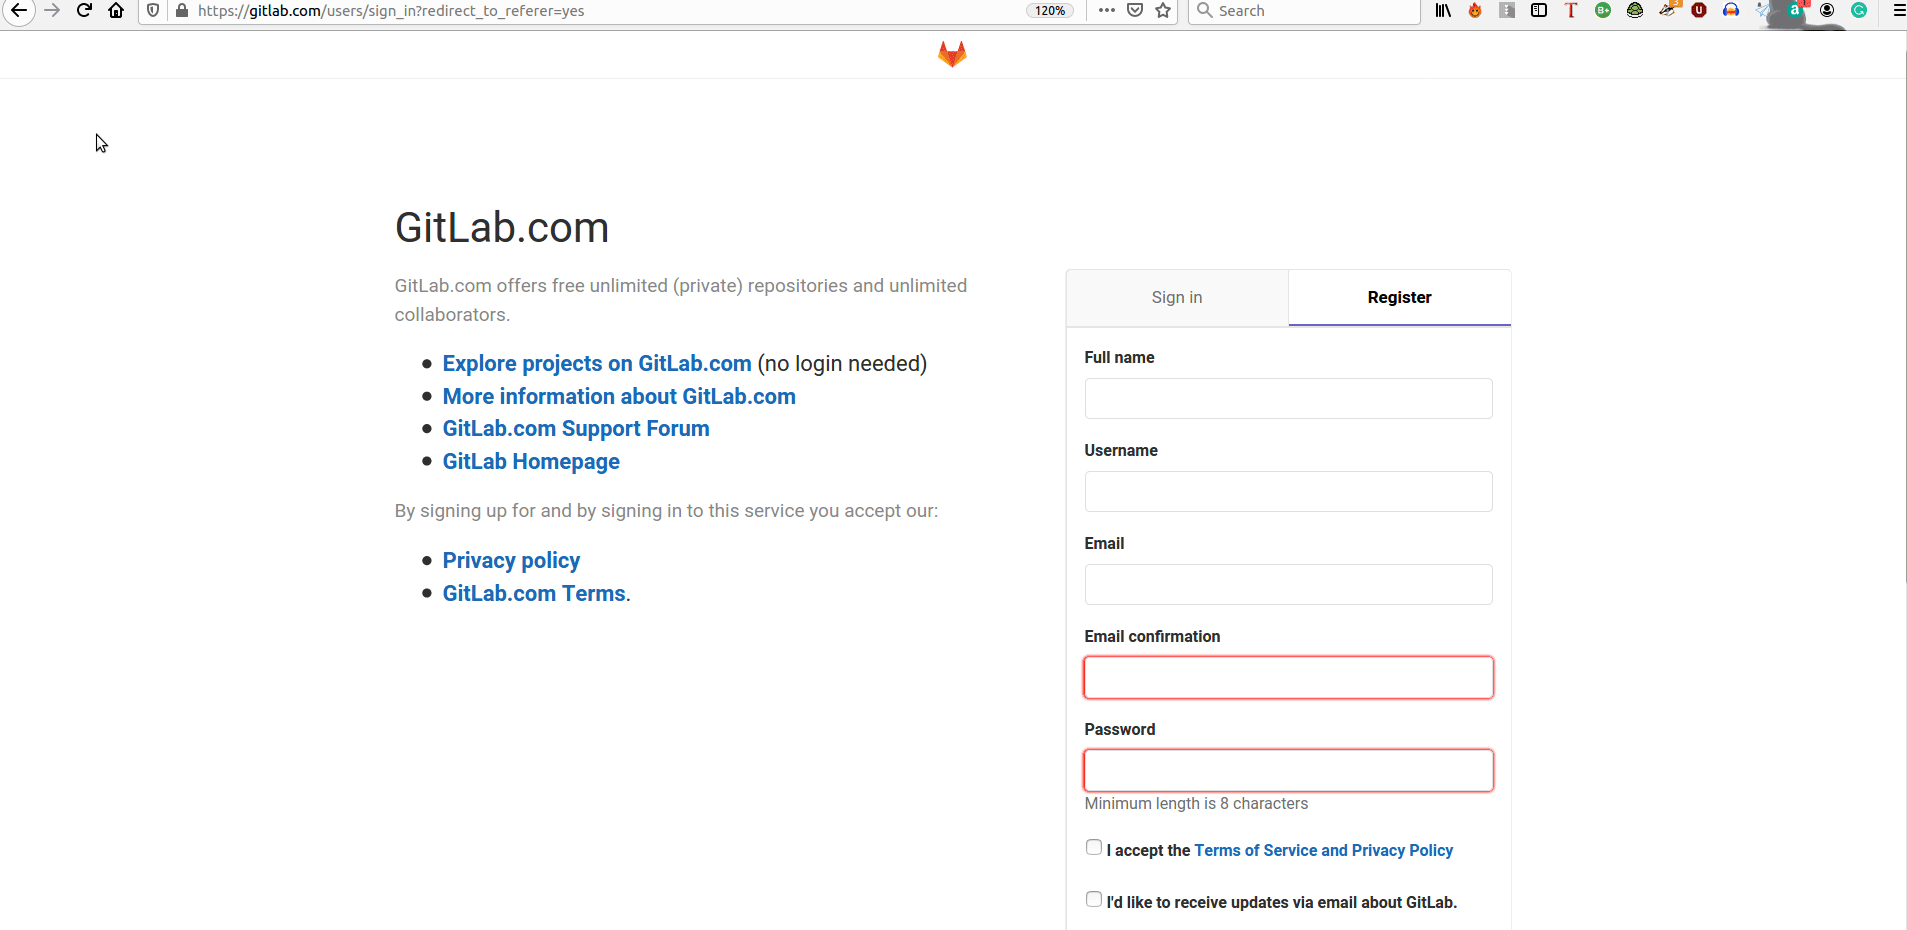 https://gitlab.com/users/sign_in?redirect_to_referer=yes
120%
Search
GitLab.com
GitLab.com offers free unlimited (private) repositories and unlimited
collaborators.
Explore projects on GitLab.com (no login needed)
More information about GitLab.com
GitLab.com Support Forum
GitLab Homepage
By signing up for and by signing in to this service you accept our:
Privacy policy
GitLab.com Terms.
Sign in
Register
Full name
Username
Email
Email confirmation
Password
Minimum length is 8 characters
I accept the Terms of Service and Privacy Policy
I'd like to receive updates via email about GitLab.